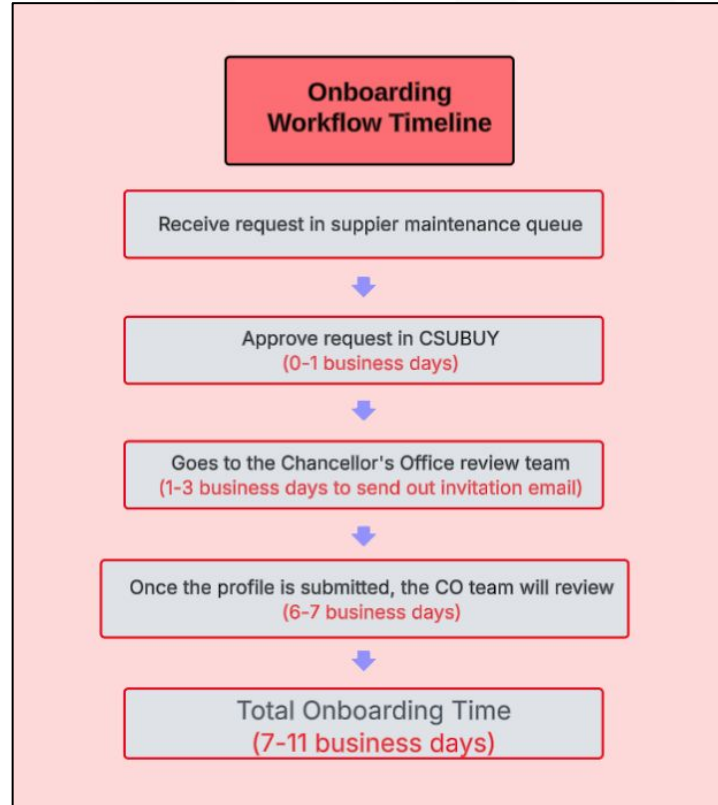 Onboarding
Workflow Timeline
Receive request in suppier maintenance queue
Approve request in CSUBUY
(0-1 business days)
Goes to the Chancellor's Office review team
(1-3 business days to send out invitation email)
Once the profile is submitted, the CO team will review
(6-7 business days)
Total Onboarding Time
(7-11 business days)